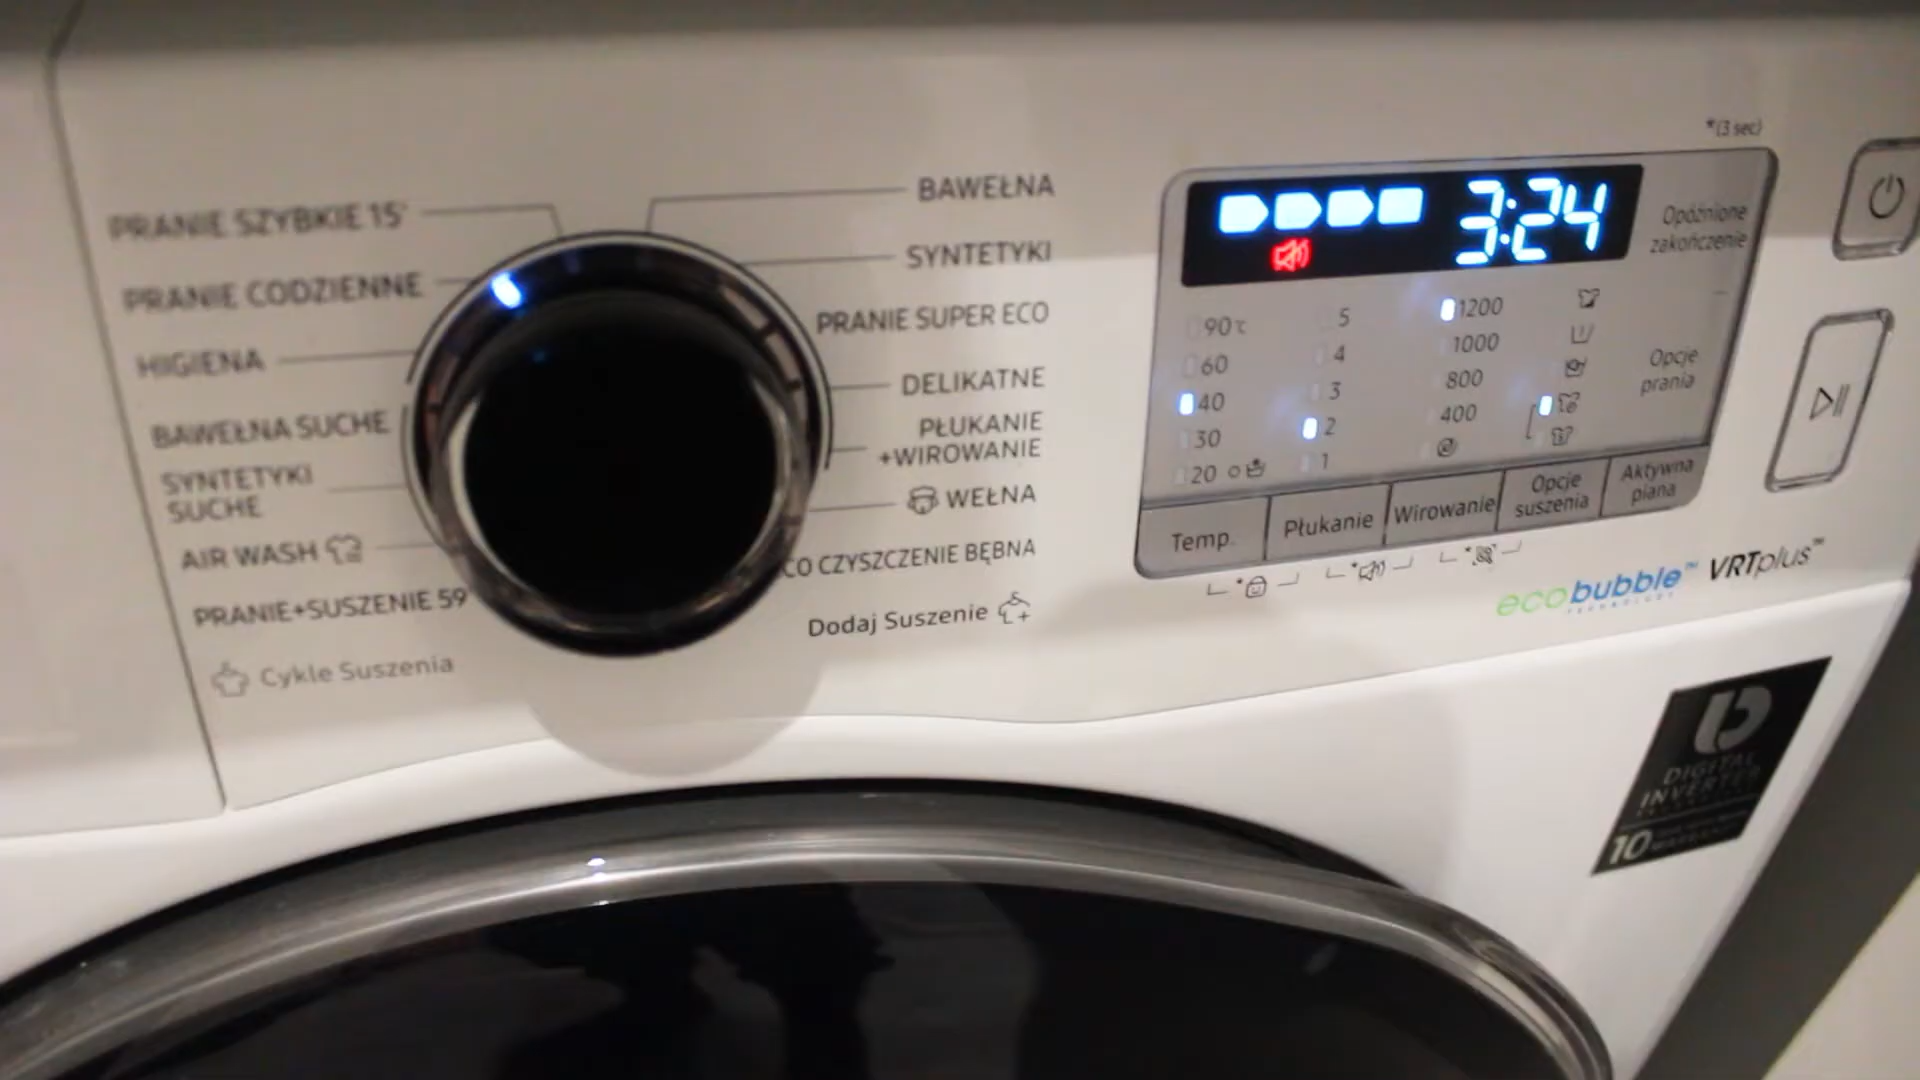 PRANIE SZYBKIE 15'
PRANIE CODZIENNE
HIGIENA
BAWEŁNA SUCHE
SYNTETYKI
SUCHE
AIR WASH
PRANIE+SUSZENIE 59
Cykle Suszenia
BAWEŁNA
SYNTETYKI
PRANIE SUPER ECO
DELIKATNE
PŁUKANIE
+WIROWANIE
WEŁNA
CO CZYSZCZENIE BĘBNA
Dodaj Suszenie
*(3 sec)
3:24
Opóźnione
zakończenie
90℃ 5 1200
60 4 1000
40 3 800
30 2 400
20 1
Opcje
prania
Temp. Płukanie Wirowanie
Opcje
suszenia
Aktywna
piana
ecobubble™ VRTplus™
TECHNOLOGY
DIGITAL
INVERTER
10